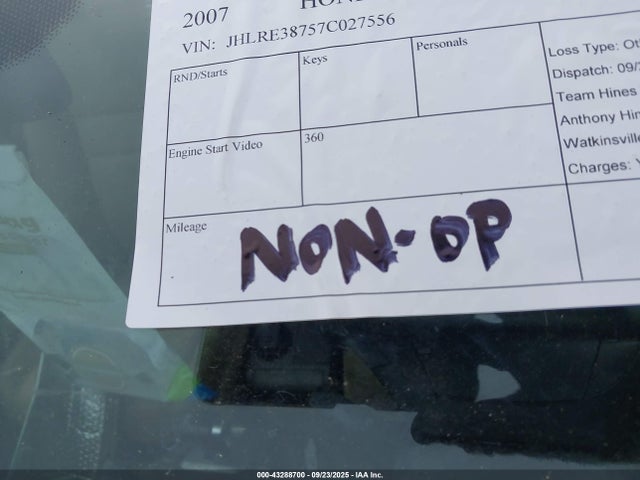 2007
VIN: JHLRE38757C027556
RND/Starts
Keys
Personals
Engine Start Video
360
Mileage
NON-OP
Loss Type: Ot
Dispatch: 09/
Team Hines
Anthony Hin
Watkinsville
Charges:
000-43288700 - 09/23/2025 - IAA Inc.